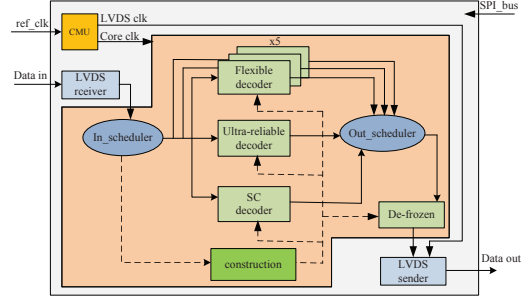 SPI_bus
ref_clk
CMU
LVDS clk
Core clk
x5
Data in
LVDS
rceiver
Flexible
decoder
In_scheduler
Ultra-reliable
decoder
Out_scheduler
SC
decoder
De-frozen
construction
LVDS
sender
Data out